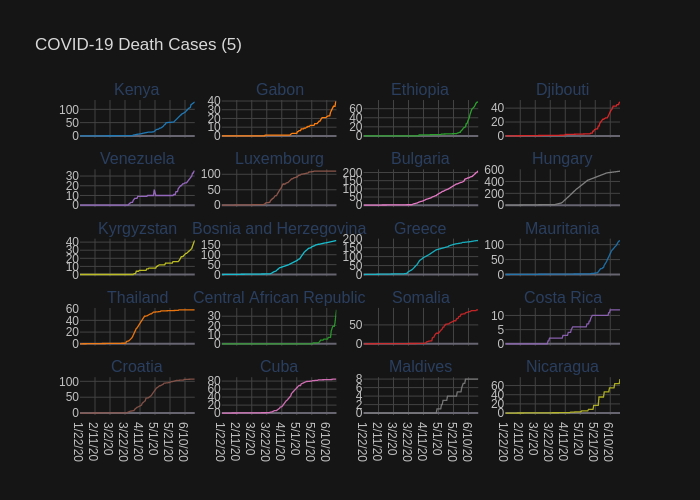 COVID-19 Death Cases (5)
Kenya Gabon Ethiopia Djibouti
100 50 0 40 30 20 10 0 60 40 20 0 40 20 0
Venezuela Luxembourg Bulgaria Hungary
30 20 10 0 100 50 0 200 150 100 50 0 600 400 200 0
Kyrgyzstan Bosnia and Herzegovina Greece Mauritania
40 30 20 10 0 150 100 50 0 200 150 100 50 0 100 50 0
Thailand Central African Republic Somalia Costa Rica
60 40 20 0 30 20 10 0 50 0 10 5 0
Croatia Cuba Maldives Nicaragua
100 50 0 80 60 40 20 0 8 6 4 2 0 60 40 20 0
1/22/20 2/11/20 3/2/20 3/22/20 4/11/20 5/1/20 5/21/20 6/10/20 1/22/20 2/11/20 3/2/20 3/22/20 4/11/20 5/1/20 5/21/20 6/10/20 1/22/20 2/11/20 3/2/20 3/22/20 4/11/20 5/1/20 5/21/20 6/10/20 1/22/20 2/11/20 3/2/20 3/22/20 4/11/20 5/1/20 5/21/20 6/10/20